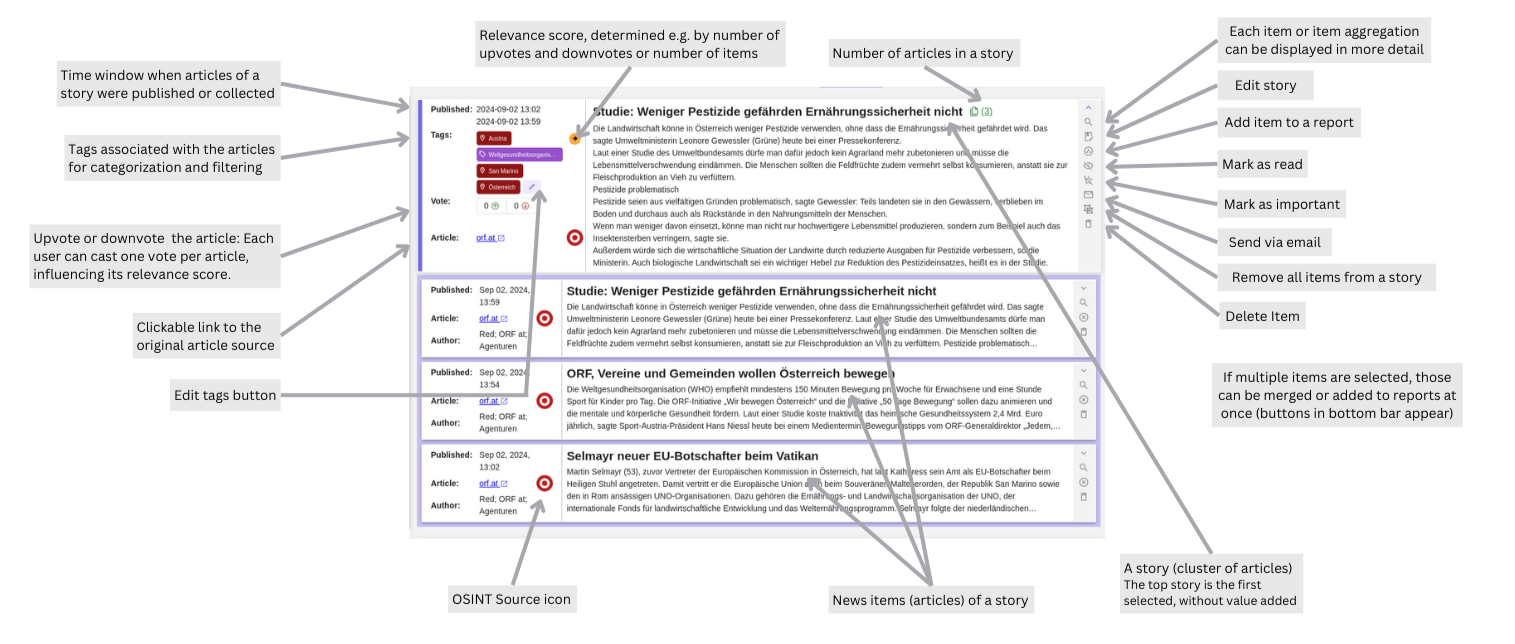 Relevance score, determined e.g. by number of
upvotes and downvotes or number of items
Number of articles in a story
Each item or item aggregation
can be displayed in more detail
Time window when articles of a
story were published or collected
Edit story
Add item to a report
Tags associated with the articles
for categorization and filtering
Mark as read
Mark as important
Upvote or downvote the article: Each
user can cast one vote per article,
influencing its relevance score.
Send via email
Remove all items from a story
Clickable link to the
original article source
Delete Item
Edit tags button
If multiple items are selected, those
can be merged or added to reports at
once (buttons in bottom bar appear)
Published: 2024-09-02 13:02
2024-09-02 13:59
Tags:
Austria
Weltgesundheitsorganis...
San Marino
Österreich
Vote:
0 0
Article: orf.at
Studie: Weniger Pestizide gefährden Ernährungssicherheit nicht (3)
Die Landwirtschaft könne in Österreich weniger Pestizide verwenden, ohne dass die Ernährungssicherheit gefährdet wird. Das
sagte Umweltministerin Leonore Gewessler (Grüne) heute bei einer Pressekonferenz.
Laut einer Studie des Umweltbundesamts dürfe man dafür jedoch kein Agrarland mehr zubetonieren und müsse die
Lebensmittelverschwendung eindämmen. Die Menschen sollten die Feldfrüchte zudem vermehrt selbst konsumieren, anstatt sie zur
Fleischproduktion an Vieh zu verfüttern.
Pestizide problematisch
Pestizide seien aus vielfältigen Gründen problematisch, sagte Gewessler: Teils landeten sie in den Gewässern, verblieben im
Boden und durchaus auch als Rückstände in den Nahrungsmitteln der Menschen.
Wenn man weniger davon einsetzt, könne man nicht nur hochwertigere Lebensmittel produzieren, sondern zum Beispiel auch das
Insektensterben verringern, sagte sie.
Außerdem würde sich die wirtschaftliche Situation der Landwirte durch reduzierte Ausgaben für Pestizide verbessern, so die
Ministerin. Auch biologische Landwirtschaft sei ein wichtiger Hebel zur Reduktion des Pestizideinsatzes, heißt es in der Studie.
Published: Sep 02, 2024,
13:59
Article: orf.at
Author: Red; ORF at;
Agenturen
Studie: Weniger Pestizide gefährden Ernährungssicherheit nicht
Die Landwirtschaft könne in Österreich weniger Pestizide verwenden, ohne dass die Ernährungssicherheit gefährdet wird. Das sagte
Umweltministerin Leonore Gewessler (Grüne) heute bei einer Pressekonferenz. Laut einer Studie des Umweltbundesamts dürfe man
dafür jedoch kein Agrarland mehr zubetonieren und müsse die Lebensmittelverschwendung eindämmen. Die Menschen sollten die
Feldfrüchte zudem vermehrt selbst konsumieren, anstatt sie zur Fleischproduktion an Vieh zu verfüttern. Pestizide problematisch...
Published: Sep 02, 2024,
13:54
Article: orf.at
Author: Red; ORF at;
Agenturen
ORF, Vereine und Gemeinden wollen Österreich bewegen
Die Weltgesundheitsorganisation (WHO) empfiehlt mindestens 150 Minuten Bewegung pro Woche für Erwachsene und eine Stunde
Sport für Kinder pro Tag. Die ORF-Initiative „Wir bewegen Österreich“ und die Initiative „50 Tage Bewegung“ sollen dazu animieren und
die mentale und körperliche Gesundheit fördern. Laut einer Studie koste Inaktivität das heimische Gesundheitssystem 2,4 Mrd. Euro
jährlich, sagte Sport-Austria-Präsident Hans Niessl heute bei einem Medientermin. Bewegungstipps vom ORF-Generaldirektor „Jedem,...
Published: Sep 02, 2024,
13:02
Article: orf.at
Author: Red; ORF at;
Agenturen
Selmayr neuer EU-Botschafter beim Vatikan
Martin Selmayr (53), zuvor Vertreter der Europäischen Kommission in Österreich, hat laut Kathpress sein Amt als EU-Botschafter beim
Heiligen Stuhl angetreten. Damit vertritt er die Europäische Union auch beim Souveränen Malteserorden, der Republik San Marino sowie
den in Rom ansässigen UNO-Organisationen. Dazu gehören die Ernährungs- und Landwirtschaftsorganisation der UNO, der
internationale Fonds für landwirtschaftliche Entwicklung und das Welternährungsprogramm. Selmayr folgte der niederländischen...
OSINT Source icon
News items (articles) of a story
A story (cluster of articles)
The top story is the first
selected, without value added